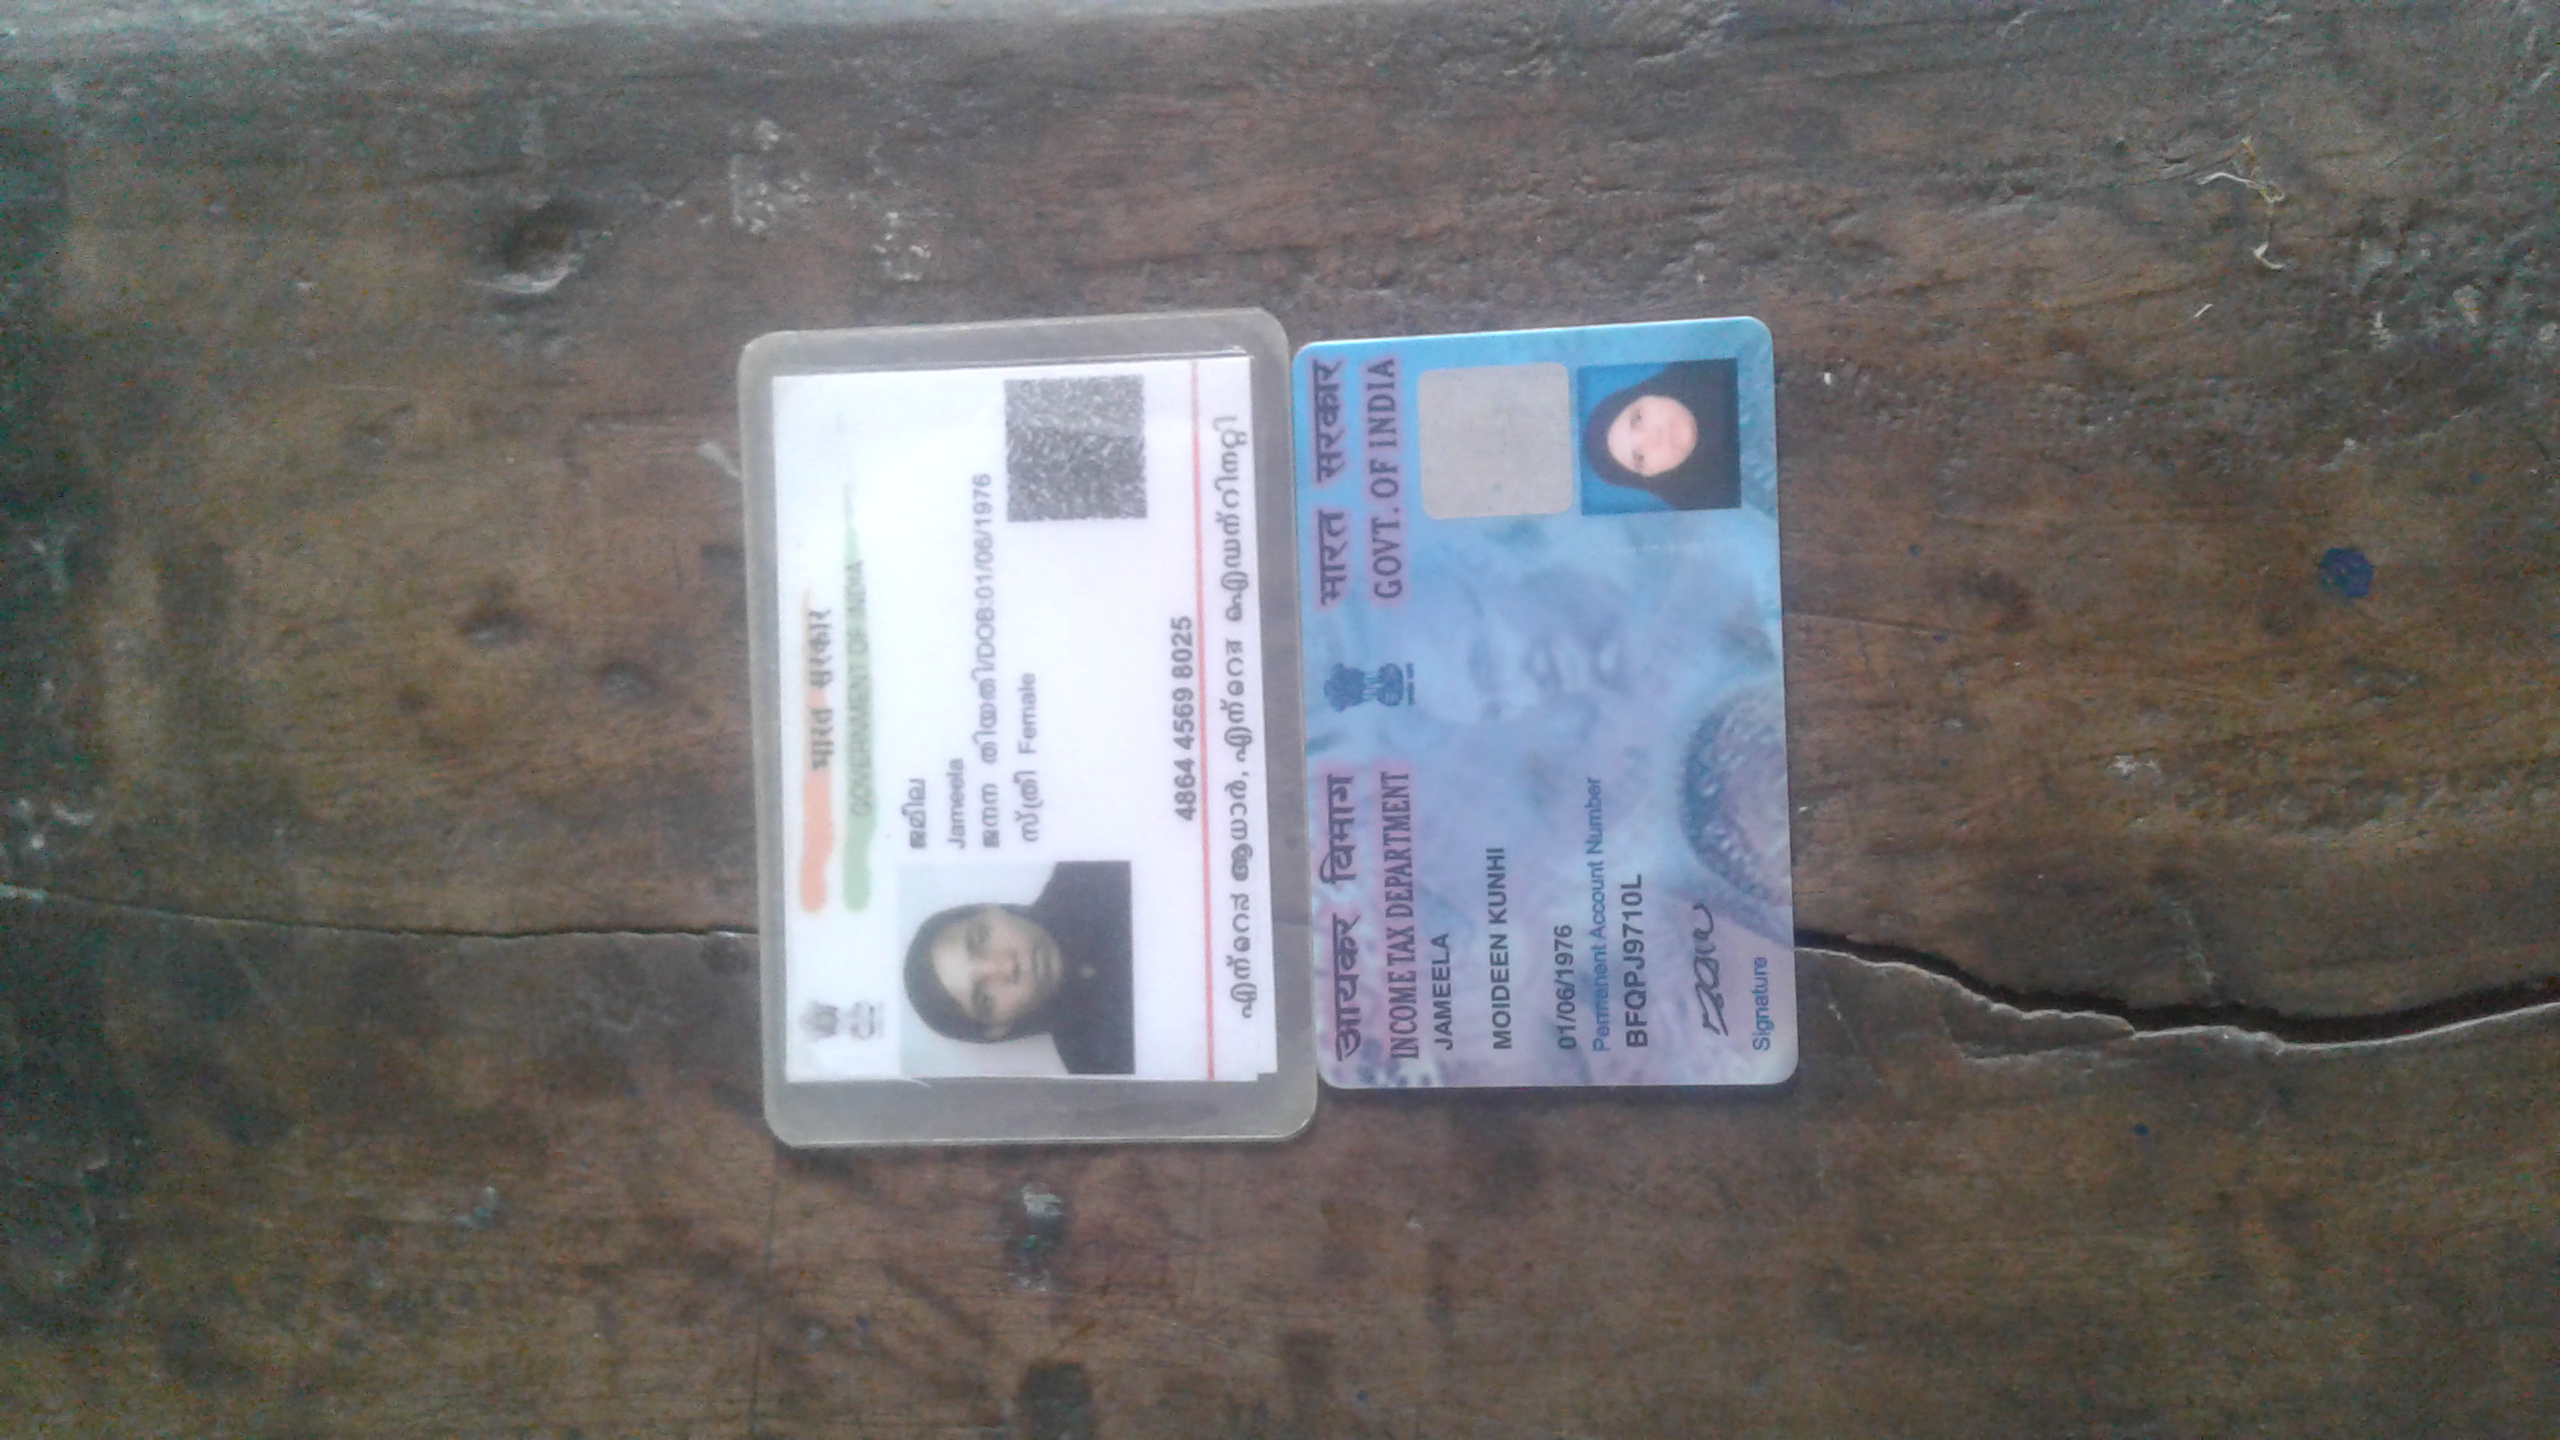 भारत सरकार
GOVERNMENT OF INDIA
ജമീല
Jameela
ജനന തിയതി/DOB:01/06/1976
സ്ത്രീ Female
4864 4569 8025
എന്റെ ആധാർ, എന്റെ ഐഡന്റിറ്റി
आयकर विभाग
भारत सरकार
INCOME TAX DEPARTMENT
GOVT. OF INDIA
JAMEELA
MOIDEEN KUNHI
01/06/1976
Permanent Account Number
BFQPJ9710L
ജമീല
Signature